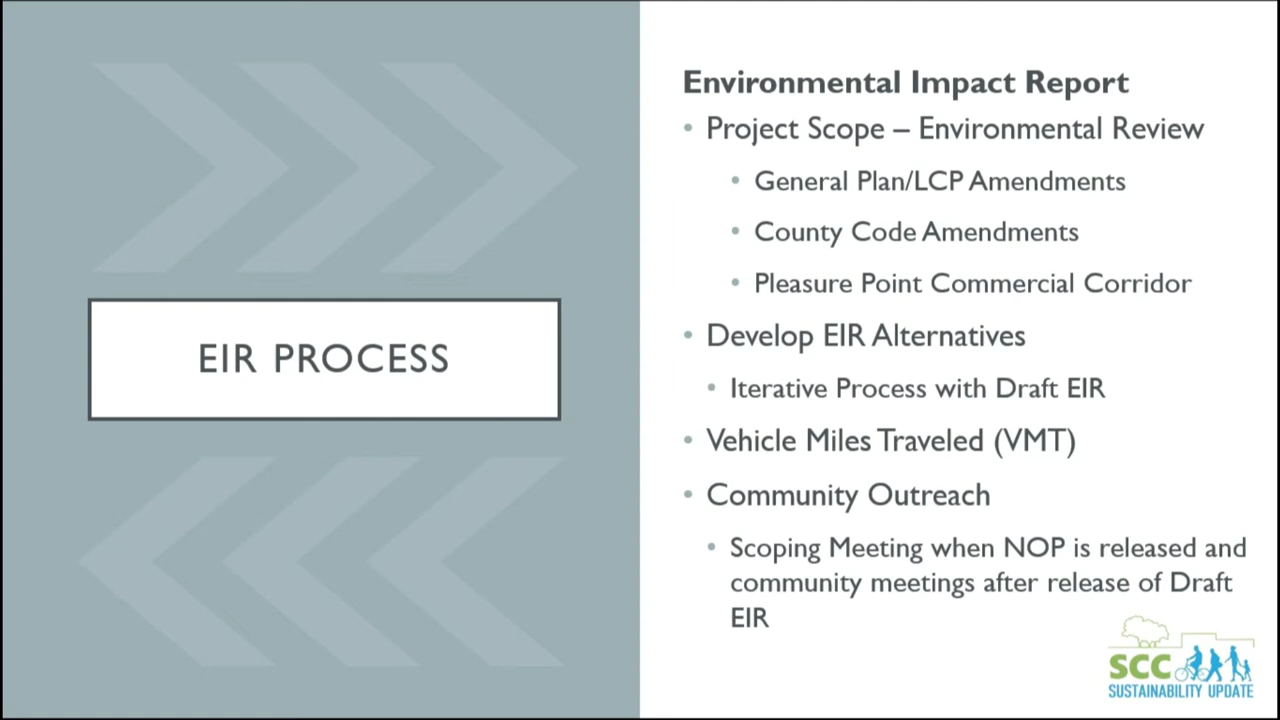 EIR PROCESS
Environmental Impact Report
• Project Scope – Environmental Review
• General Plan/LCP Amendments
• County Code Amendments
• Pleasure Point Commercial Corridor
• Develop EIR Alternatives
• Iterative Process with Draft EIR
• Vehicle Miles Traveled (VMT)
• Community Outreach
• Scoping Meeting when NOP is released and
community meetings after release of Draft
EIR
SCC
SUSTAINABILITY UPDATE